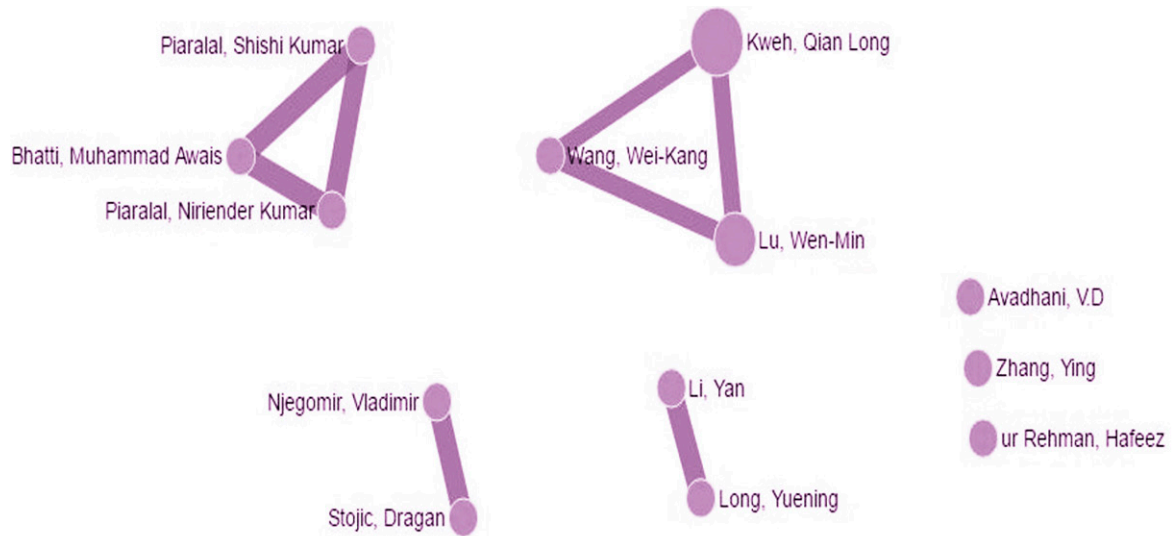 Piaralal, Shishi Kumar
Kweh, Qian Long
Bhatti, Muhammad Awais
Wang, Wei-Kang
Piaralal, Niriender Kumar
Lu, Wen-Min
Avadhani, V.D
Zhang, Ying
Njegomir, Vladimir
Li, Yan
ur Rehman, Hafeez
Stojic, Dragan
Long, Yuening